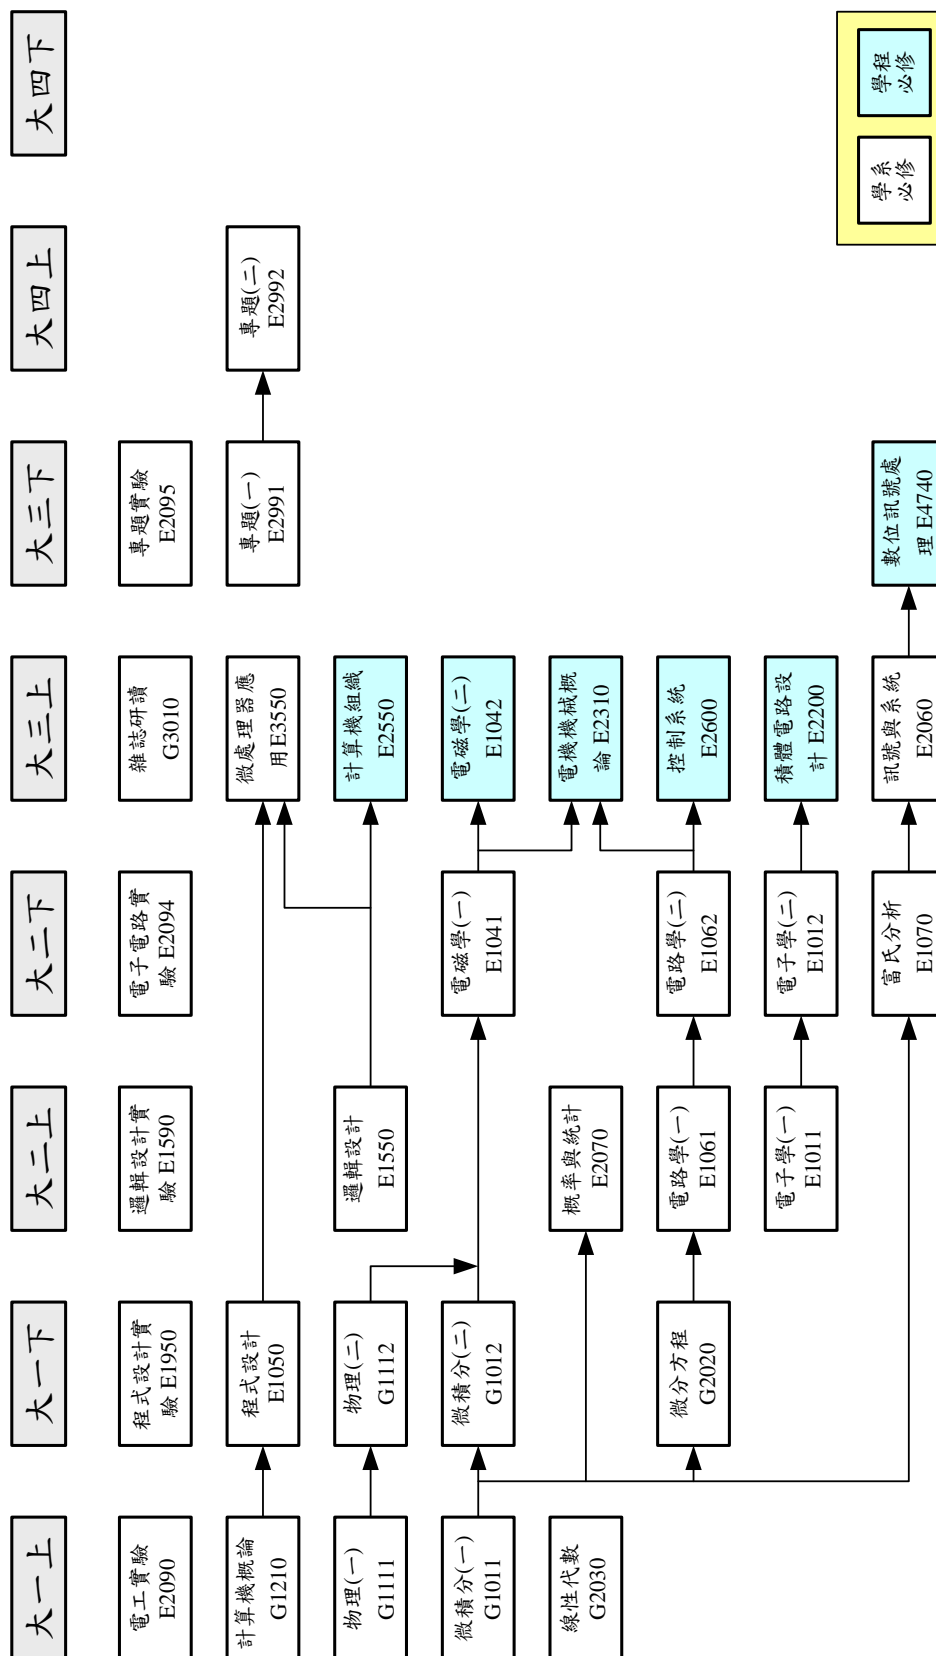 大一上
大一下
大二上
大二下
大三上
大三下
大四上
大四下
電工實驗
E2090
程式設計實
驗 E1950
邏輯設計實
驗 E1590
電子電路實
驗 E2094
雜誌研讀
G3010
專題實驗
E2095
計算機概論
G1210
程式設計
E1050
微處理器應
用 E3550
專題(一)
E2991
專題(二)
E2992
物理(一)
G1111
物理(二)
G1112
邏輯設計
E1550
計算機組織
E2550
微積分(一)
G1011
微積分(二)
G1012
電磁學(一)
E1041
電磁學(二)
E1042
線性代數
G2030
概率與統計
E2070
電機機械概
論 E2310
微分方程
G2020
電路學(一)
E1061
電路學(二)
E1062
控制系統
E2600
電子學(一)
E1011
電子學(二)
E1012
積體電路設
計 E2200
富氏分析
E1070
訊號與系統
E2060
數位訊號處
理 E4740
學系
必修
學程
必修